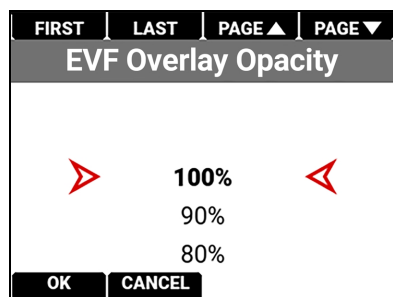 FIRST LAST PAGE▲ PAGE▼
EVF Overlay Opacity
100%
90%
80%
OK CANCEL